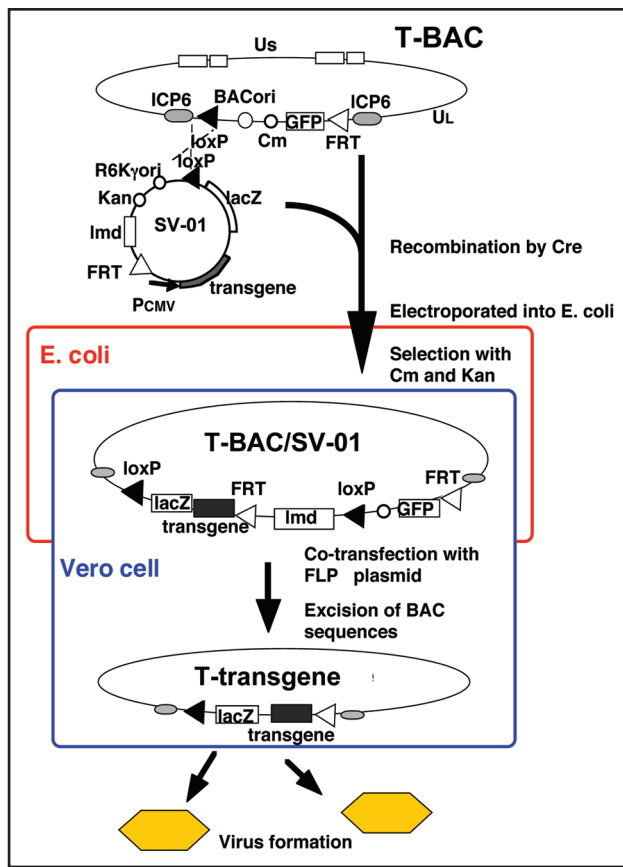 T-BAC
Us
ICP6
BACori
ICP6
UL
GFP
loxP
Cm
FRT
loxP
R6Kγori
Kan
lacZ
SV-01
lmd
FRT
PCMV
transgene
Recombination by Cre
Electroporated into E. coli
Selection with
Cm and Kan
E. coli
T-BAC/SV-01
loxP
lacZ
FRT
loxP
FRT
GFP
lmd
transgene
Vero cell
Co-transfection with
FLP plasmid
Excision of BAC
sequences
T-transgene
lacZ
transgene
Virus formation